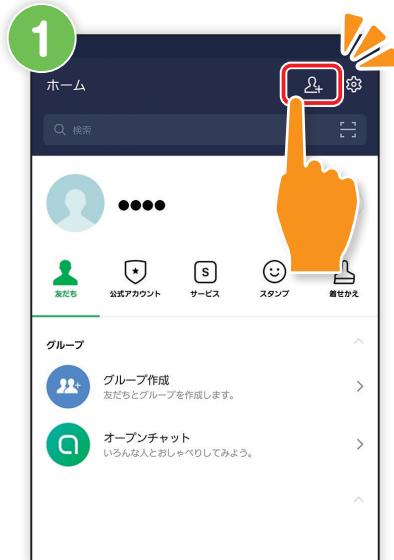 1
ホーム
検索
●●●●
S
友だち
公式アカウント
サービス
スタンプ
着せかえ
グループ
グループ作成
友だちとグループを作成します。
オープンチャット
いろんな人とおしゃべりしてみよう。